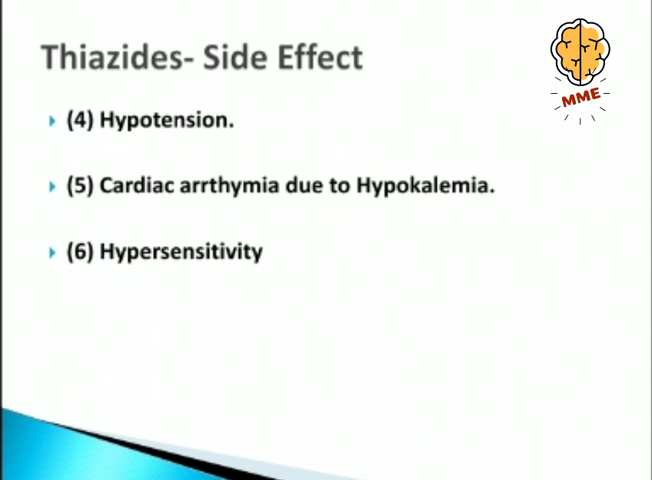 Thiazides- Side Effect
MME
(4) Hypotension.
(5) Cardiac arrthymia due to Hypokalemia.
(6) Hypersensitivity